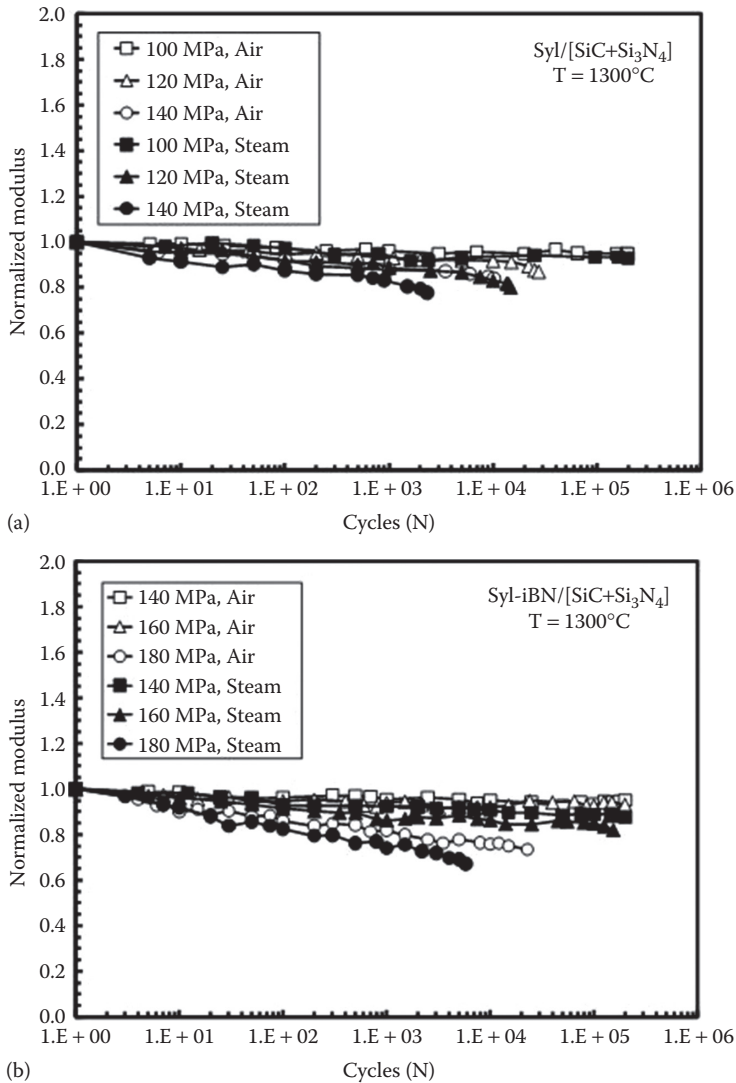 2.0
1.8
1.6
1.4
1.2
1.0
0.8
0.6
0.4
0.2
0.0
Normalized modulus
100 MPa, Air
120 MPa, Air
140 MPa, Air
100 MPa, Steam
120 MPa, Steam
140 MPa, Steam
Syl/[SiC+Si₃N₄]
T = 1300°C
1.E + 00 1.E + 01 1.E + 02 1.E + 03 1.E + 04 1.E + 05 1.E + 06
(a) Cycles (N)
2.0
1.8
1.6
1.4
1.2
1.0
0.8
0.6
0.4
0.2
0.0
Normalized modulus
140 MPa, Air
160 MPa, Air
180 MPa, Air
140 MPa, Steam
160 MPa, Steam
180 MPa, Steam
Syl-iBN/[SiC+Si₃N₄]
T = 1300°C
1.E + 00 1.E + 01 1.E + 02 1.E + 03 1.E + 04 1.E + 05 1.E + 06
(b) Cycles (N)